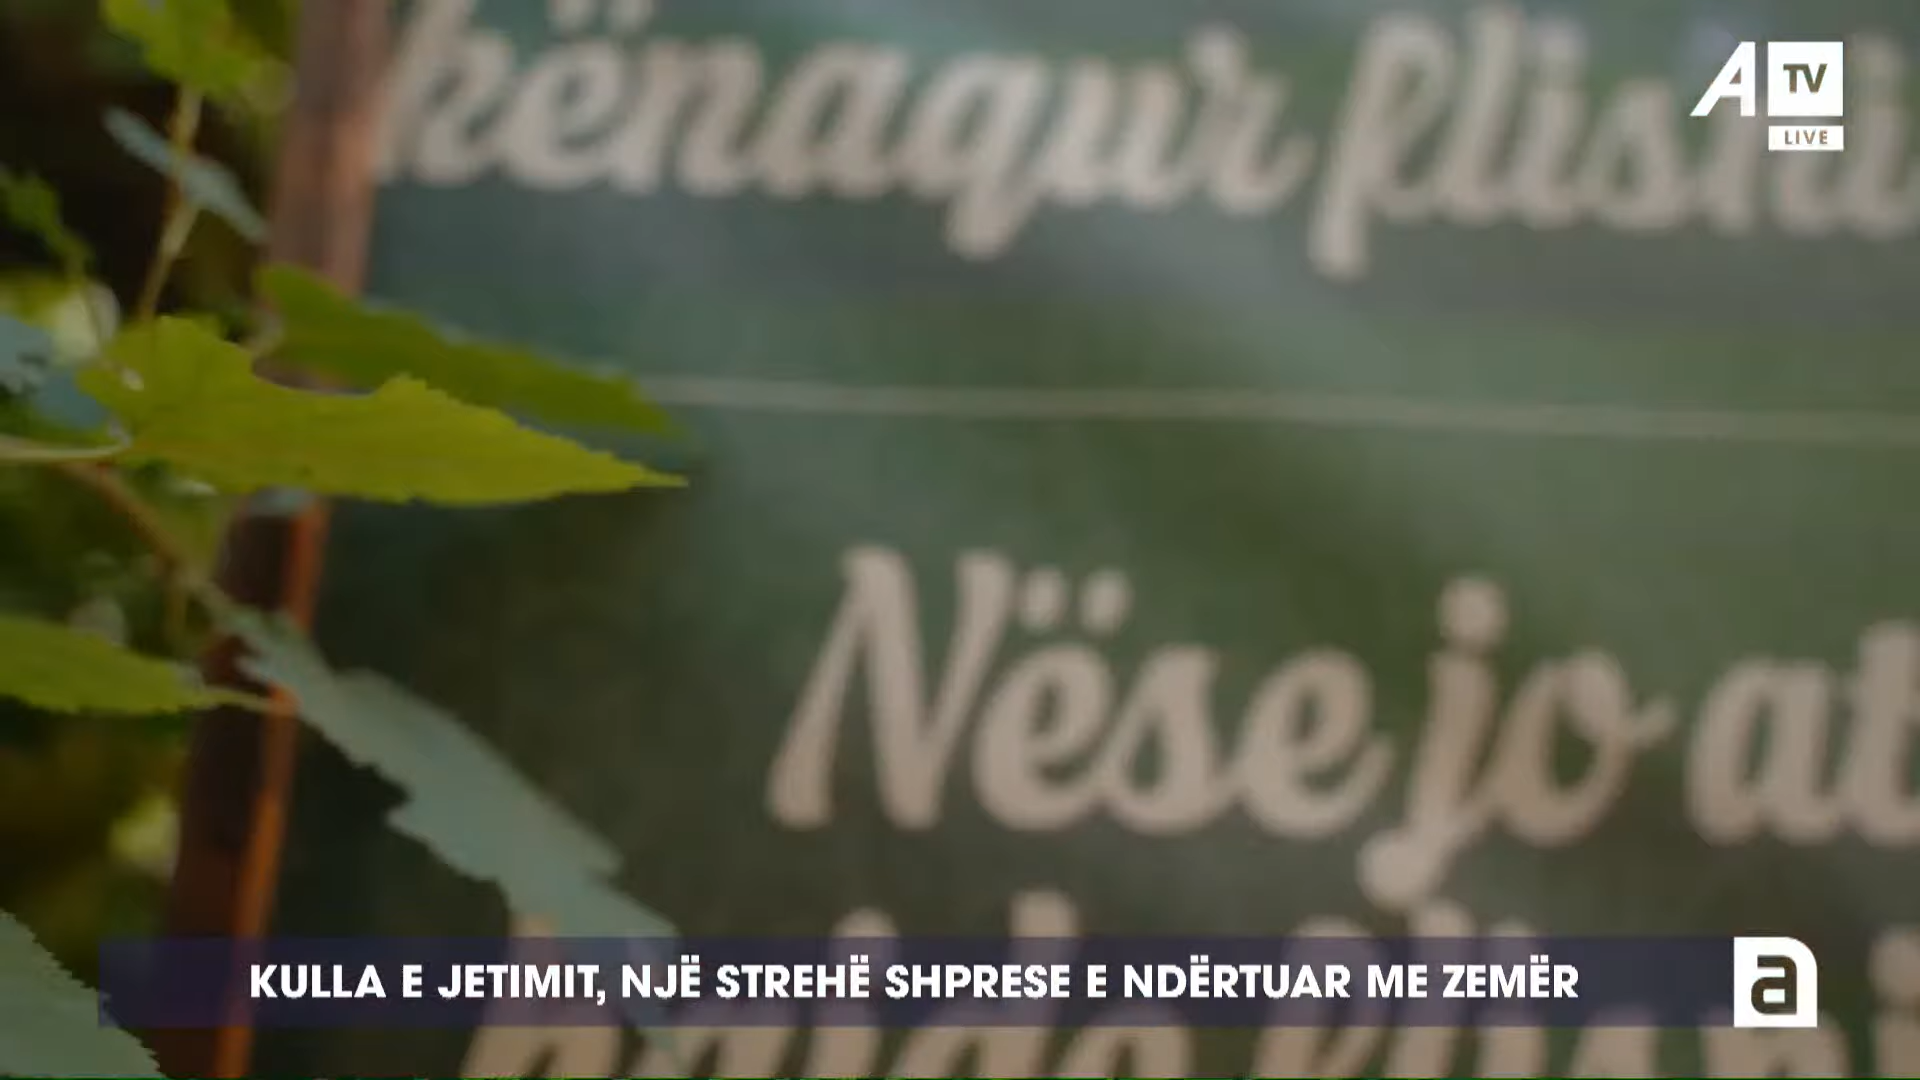 kënaqur flisni
A TV
LIVE
Nëse jo at
KULLA E JETIMIT, NJË STREHË SHPRESE E NDËRTUAR ME ZEMËR
a